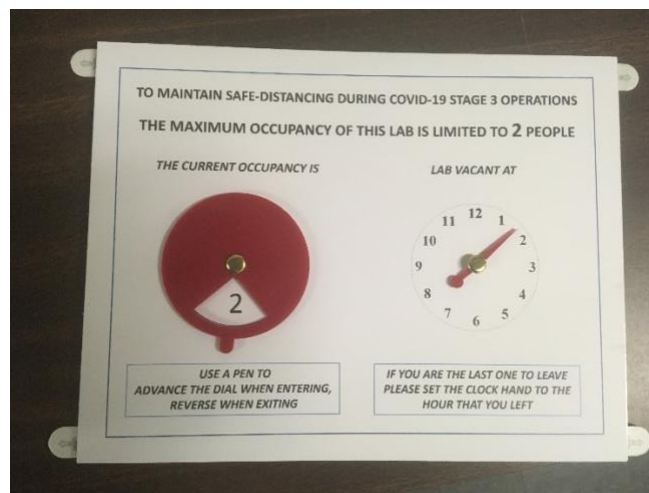 TO MAINTAIN SAFE-DISTANCING DURING COVID-19 STAGE 3 OPERATIONS
THE MAXIMUM OCCUPANCY OF THIS LAB IS LIMITED TO 2 PEOPLE
THE CURRENT OCCUPANCY IS
2
USE A PEN TO
ADVANCE THE DIAL WHEN ENTERING,
REVERSE WHEN EXITING
LAB VACANT AT
12
1
2
3
4
5
6
7
8
9
10
11
IF YOU ARE THE LAST ONE TO LEAVE
PLEASE SET THE CLOCK HAND TO THE
HOUR THAT YOU LEFT